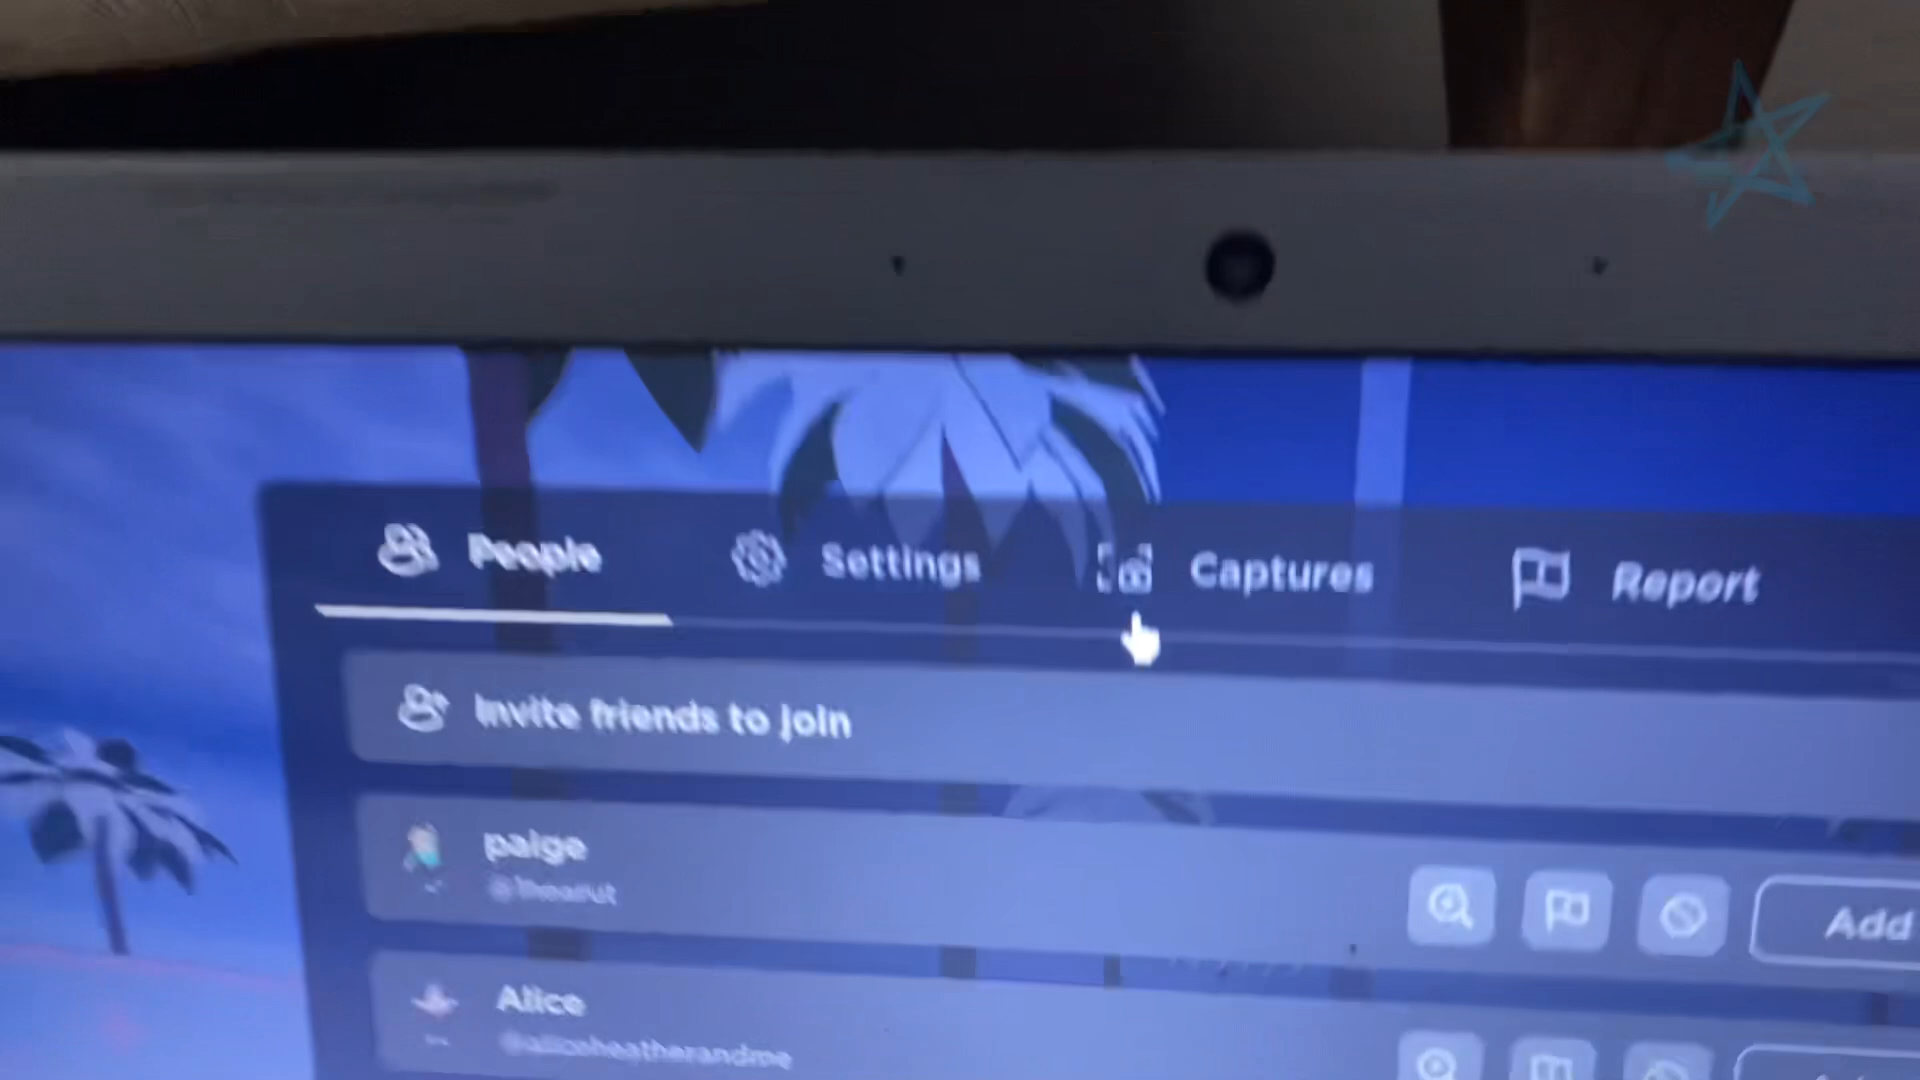 People Settings Captures Report
Invite friends to join
paige
Add
Alice